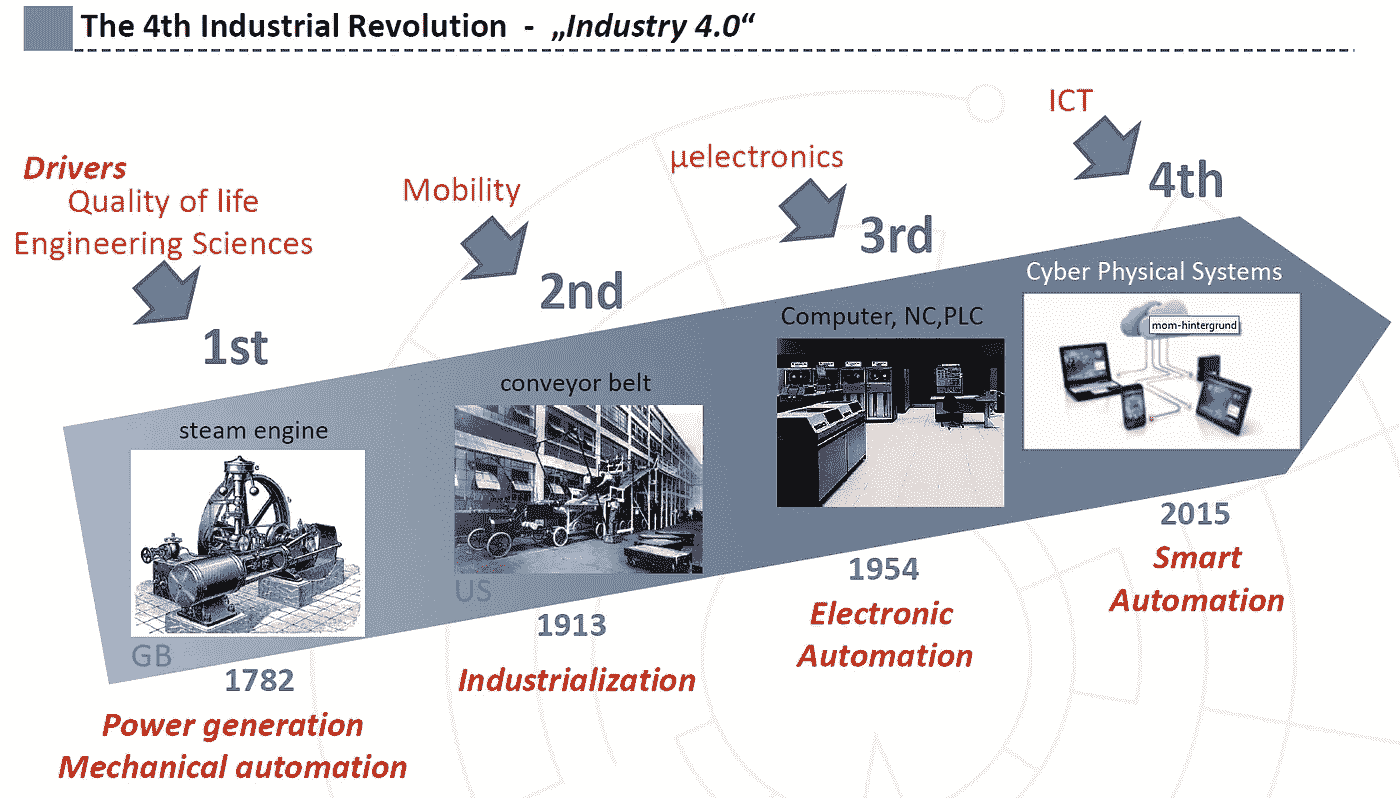 The 4th Industrial Revolution - „Industry 4.0“
Drivers
Quality of life
Engineering Sciences
1st
steam engine
GB
1782
Power generation
Mechanical automation
Mobility
2nd
conveyor belt
US
1913
Industrialization
µelectronics
3rd
Computer, NC,PLC
1954
Electronic
Automation
ICT
4th
Cyber Physical Systems
mom-hintergrund
2015
Smart
Automation